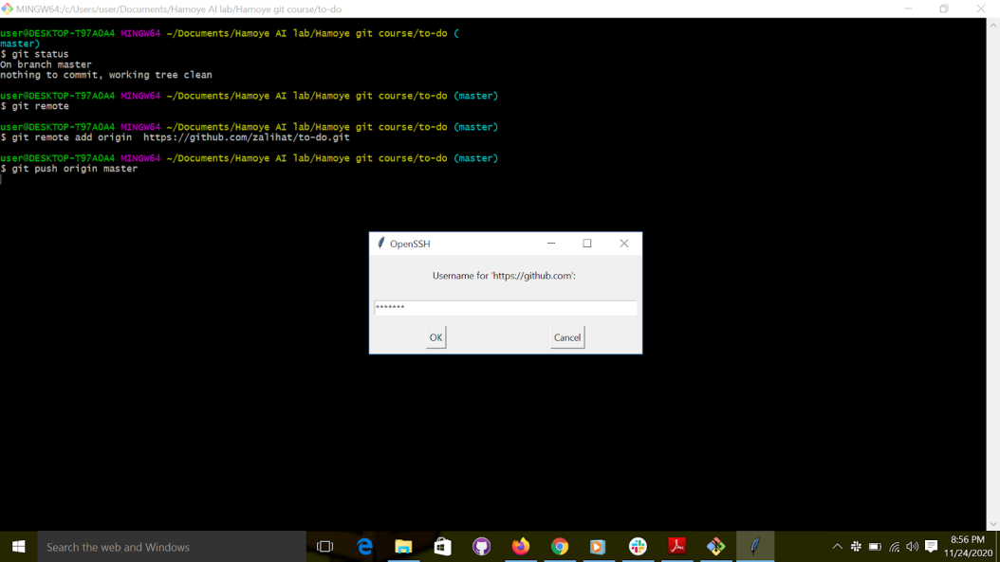 MINGW64:/c/Users/user/Documents/Hamoye AI lab/Hamoye git course/to-do
user@DESKTOP-T97A0A4 MINGW64 ~/Documents/Hamoye AI lab/Hamoye git course/to-do (
master)
$ git status
On branch master
nothing to commit, working tree clean
user@DESKTOP-T97A0A4 MINGW64 ~/Documents/Hamoye AI lab/Hamoye git course/to-do (master)
$ git remote
user@DESKTOP-T97A0A4 MINGW64 ~/Documents/Hamoye AI lab/Hamoye git course/to-do (master)
$ git remote add origin  https://github.com/zalihat/to-do.git
user@DESKTOP-T97A0A4 MINGW64 ~/Documents/Hamoye AI lab/Hamoye git course/to-do (master)
$ git push origin master
OpenSSH
Username for 'https://github.com':
*******
OK Cancel
Search the web and Windows
8:56 PM
11/24/2020